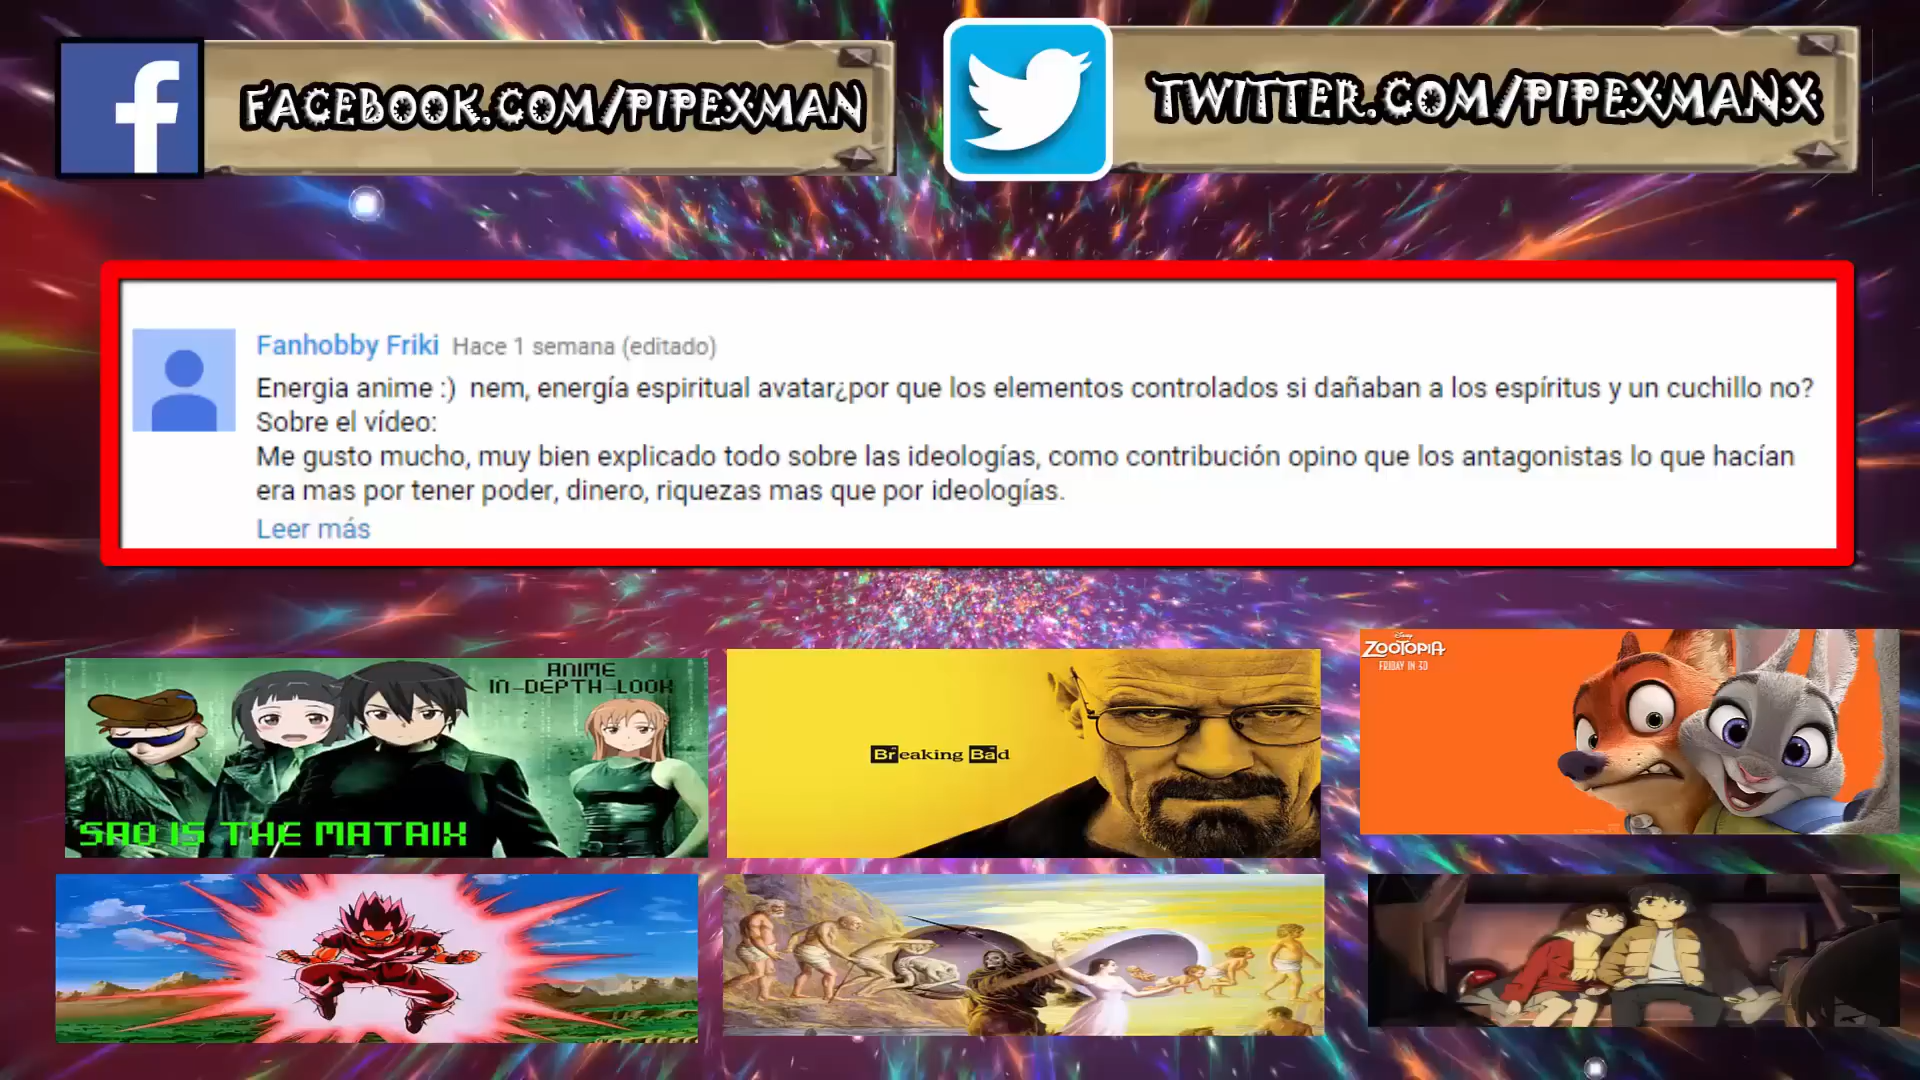 FACEBOOK.COM/PIPEXMAN
TWITTER.COM/PIPEXMANX
Fanhobby Friki Hace 1 semana (editado)
Energia anime :)  nem, energía espiritual avatar¿por que los elementos controlados si dañaban a los espíritus y un cuchillo no?
Sobre el vídeo:
Me gusto mucho, muy bien explicado todo sobre las ideologías, como contribución opino que los antagonistas lo que hacían
era mas por tener poder, dinero, riquezas mas que por ideologías.
Leer más
ANIME
IN-DEPTH-LOOK
SAO IS THE MATRIX
Breaking Bad
Disney
ZOOTOPIA
FRIDAY IN 3D